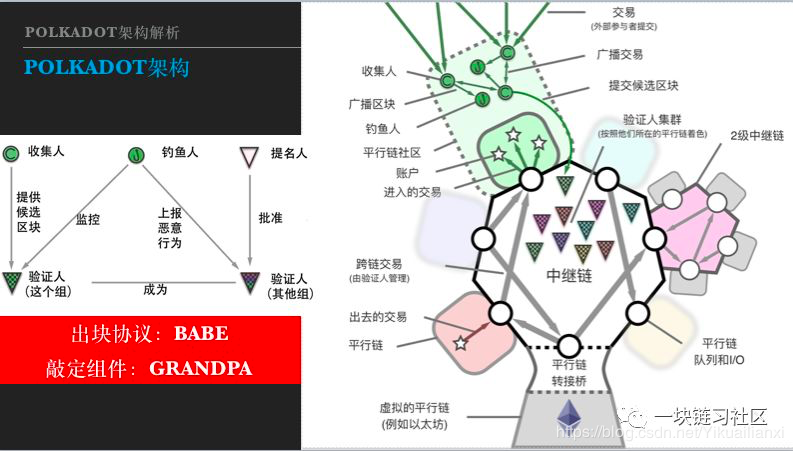 POLKADOT架构解析
POLKADOT架构
收集人
钓鱼人
提名人
提供
候选
区块
监控
上报
恶意
行为
批准
验证人
(这个组)
成为
验证人
(其他组)
出块协议：BABE
敲定组件：GRANDPA
交易
(外部参与者提交)
收集人
广播交易
广播区块
提交候选区块
钓鱼人
验证人集群
(按照他们所在的平行链着色)
平行链社区
2级中继链
账户
进入的交易
跨链交易
(由验证人管理)
中继链
出去的交易
平行链
平行链
队列和I/O
平行链
转接桥
虚拟的平行链
(例如以太坊)
一块链习社区
https://blog.csdn.net/Yikuailianxi